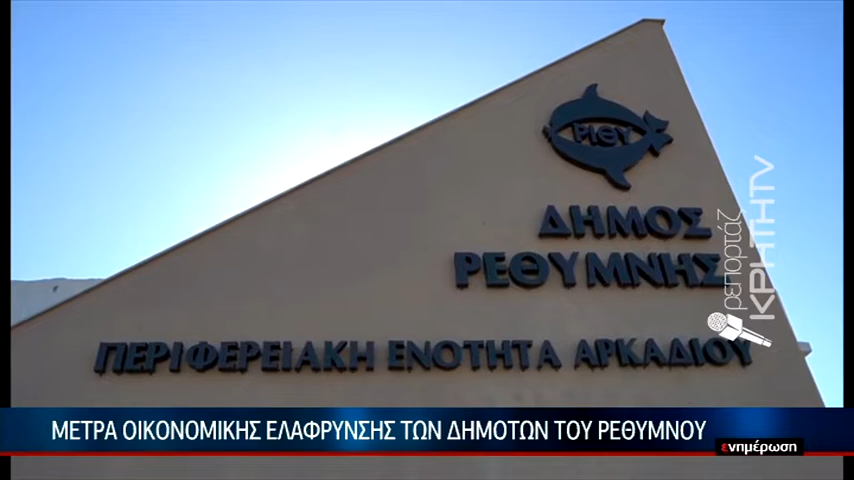 ΡΙΘΥ
ΔΗΜΟΣ
ΡΕΘΥΜΝΗΣ
ΠΕΡΙΦΕΡΕΙΑΚΗ ΕΝΟΤΗΤΑ ΑΡΚΑΔΙΟΥ
ρεπορτάζ
ΚΡΗΤΗTV
ΜΕΤΡΑ ΟΙΚΟΝΟΜΙΚΗΣ ΕΛΑΦΡΥΝΣΗΣ ΤΩΝ ΔΗΜΟΤΩΝ ΤΟΥ ΡΕΘΥΜΝΟΥ
ενημέρωση